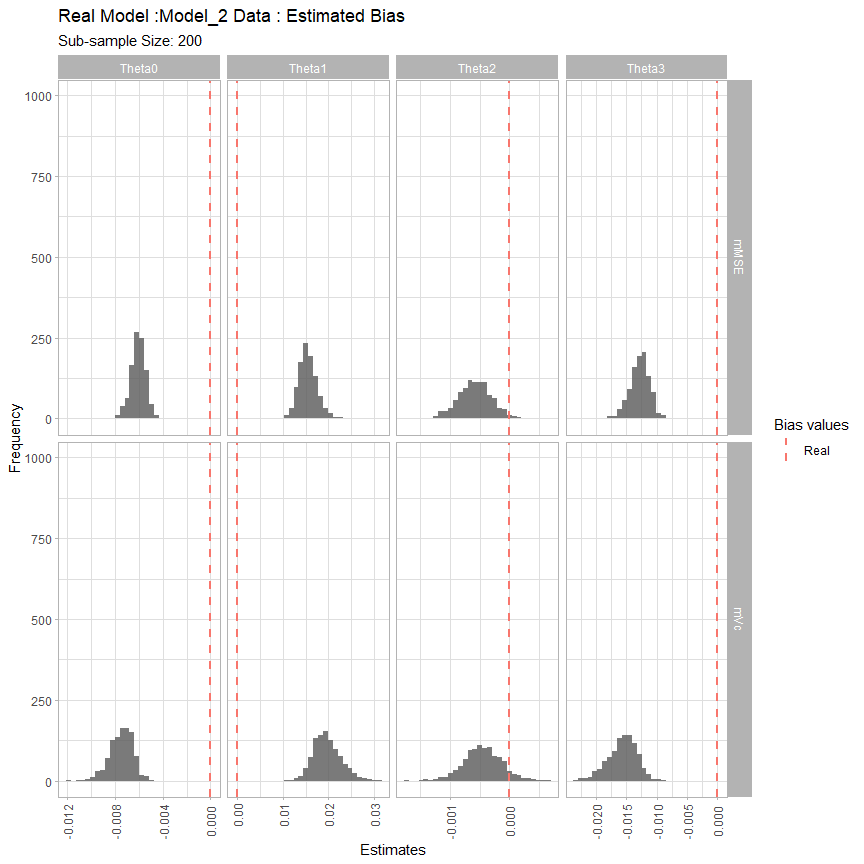 Real Model :Model_2 Data : Estimated Bias
Sub-sample Size: 200
Theta0 Theta1 Theta2 Theta3
1000
750
500
250
0
mMSE
1000
750
500
250
0
mVc
Frequency
-0.012 -0.008 -0.004 0.000 0.00 0.01 0.02 0.03 -0.001 0.000 -0.020 -0.015 -0.010 -0.005 0.000
Estimates
Bias values
Real